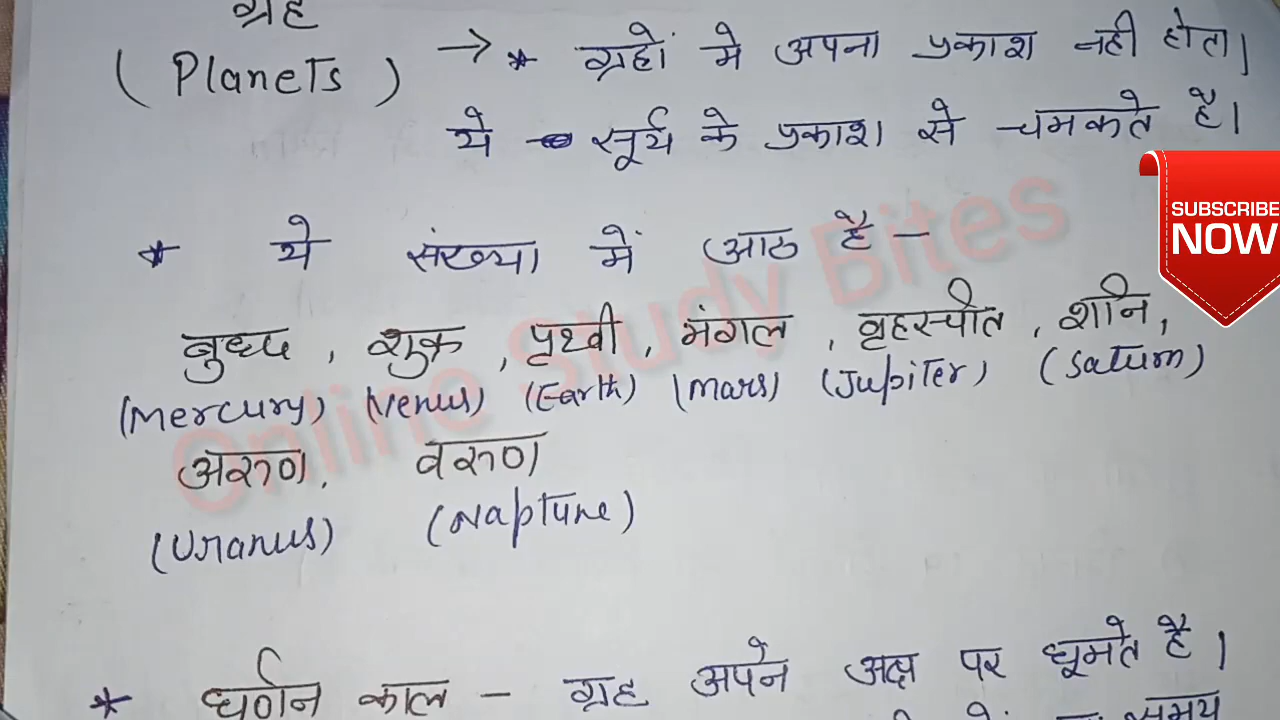 ग्रह
(Planets) → * ग्रहों मे अपना प्रकाश नही होता।
ये सूर्य के प्रकाश से चमकते है।
SUBSCRIBE
NOW
* ये संख्या में आठ है –
बुध्ध, शुक्र, पृथ्वी, मंगल, वृहस्पति, शनि,
(Mercury) (Venus) (Earth) (Mars) (Jupiter) (Saturn)
अरुण, वरुण
(Uranus) (Naptune)
Online Study Bites
* घूर्णन काल – ग्रह अपने अक्ष पर घूमते है।
समय